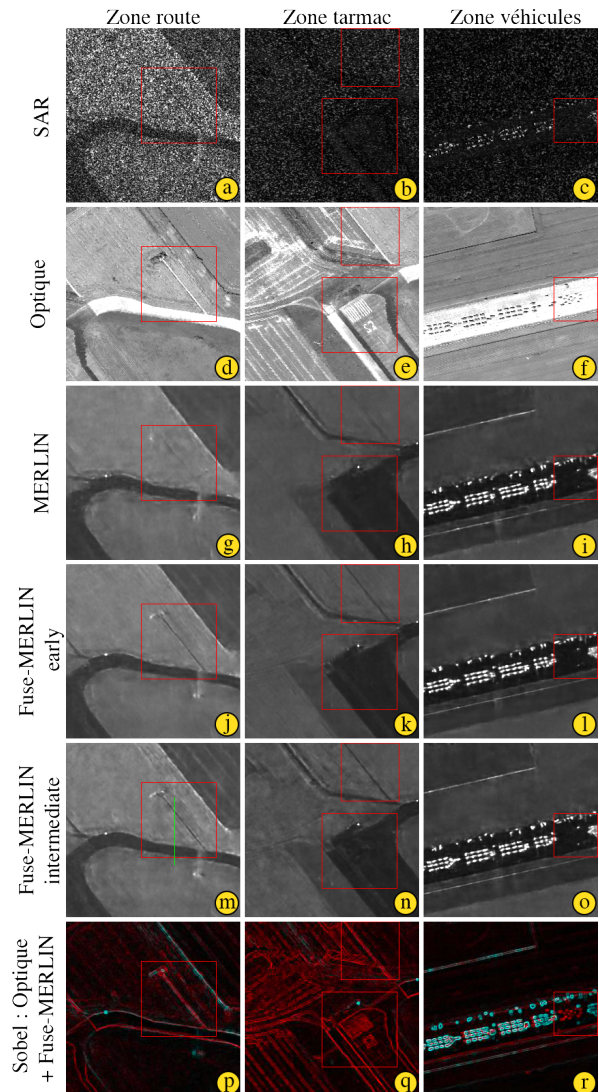 Zone route Zone tarmac Zone véhicules
SAR
a b c
Optique
d e f
MERLIN
g h i
Fuse-MERLIN
early
j k l
Fuse-MERLIN
intermediate
m n o
Sobel : Optique
+ Fuse-MERLIN
p q r